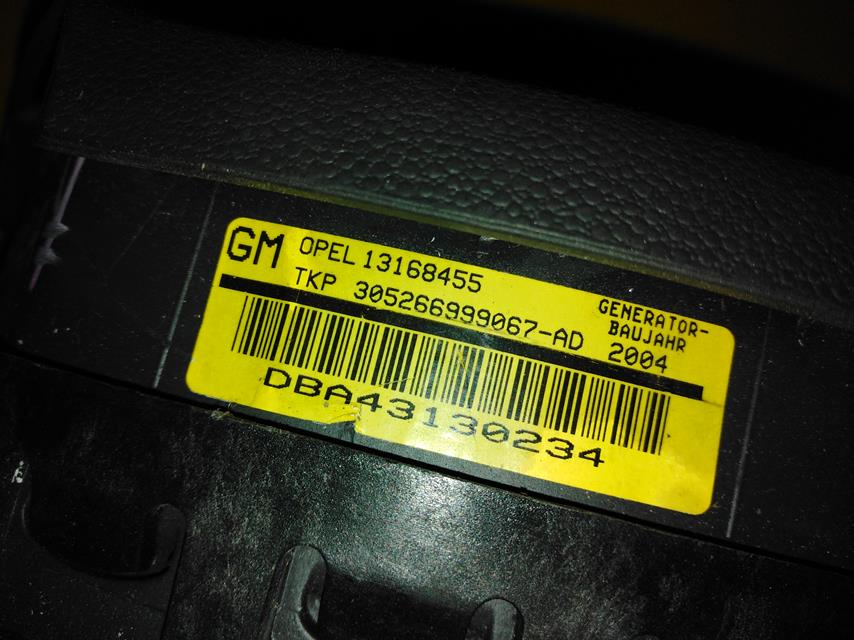 GM OPEL 13168455
TKP 305266999067-AD
GENERATOR-
BAUJAHR
2004
DBA43130234